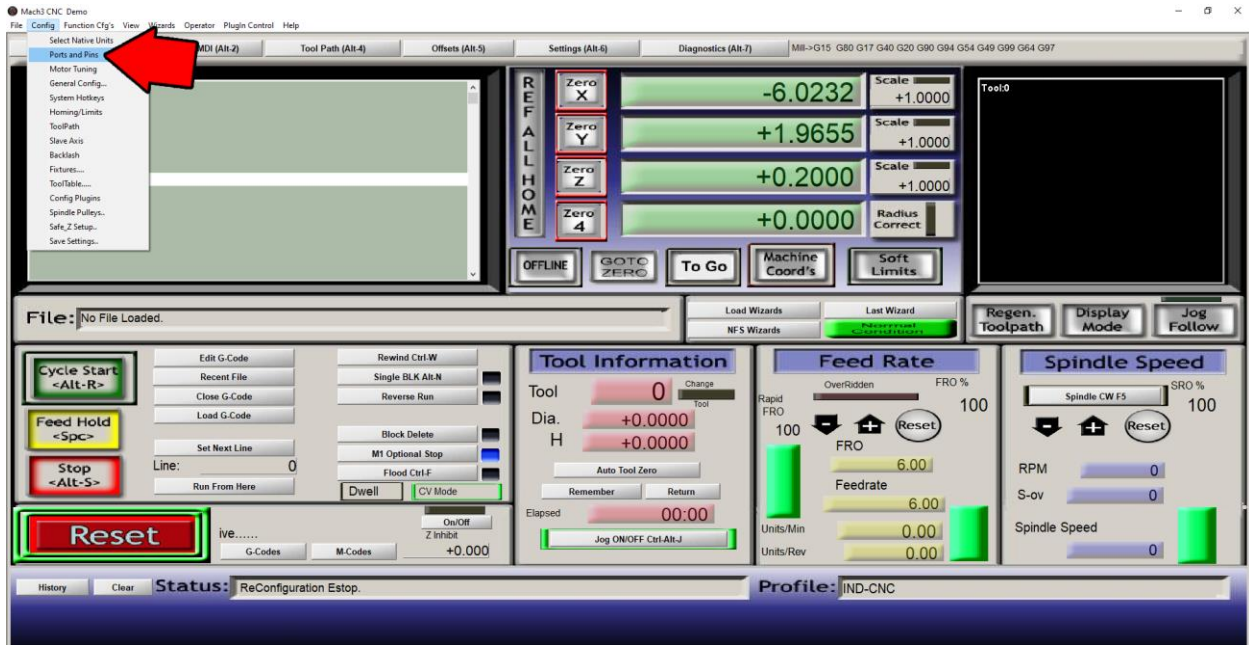 Mach3 CNC Demo
File Config Function Cfg's View Wizards Operator PlugIn Control Help
Select Native Units
Ports and Pins
Motor Tuning
General Config...
System Hotkeys
Homing/Limits
ToolPath
Slave Axis
Backlash
Fixtures....
ToolTable.....
Config Plugins
Spindle Pulleys..
Safe_Z Setup..
Save Settings..
MDI (Alt-2) Tool Path (Alt-4) Offsets (Alt-5) Settings (Alt-6) Diagnostics (Alt-7) Mill->G15 G80 G17 G40 G20 G90 G94 G54 G49 G99 G64 G97
REF ALL HOME
Zero X -6.0232 Scale +1.0000
Zero Y +1.9655 Scale +1.0000
Zero Z +0.2000 Scale +1.0000
Zero 4 +0.0000 Radius Correct
OFFLINE GOTO ZERO To Go Machine Coord's Soft Limits
Tool:0
File: No File Loaded.
Load Wizards Last Wizard
NFS Wizards Normal Condition
Regen. Toolpath Display Mode Jog Follow
Cycle Start <Alt-R>
Feed Hold <Spc>
Stop <Alt-S>
Edit G-Code
Recent File
Close G-Code
Load G-Code
Set Next Line
Line: 0
Run From Here
Rewind Ctrl-W
Single BLK Alt-N
Reverse Run
Block Delete
M1 Optional Stop
Flood Ctrl-F
Dwell CV Mode
Reset
ive......
G-Codes M-Codes
On/Off
Z Inhibit
+0.000
Tool Information
Tool 0 Change Tool
Dia. +0.0000
H +0.0000
Auto Tool Zero
Remember Return
Elapsed 00:00
Jog ON/OFF Ctrl-Alt-J
Feed Rate
OverRidden FRO %
Rapid FRO
100 Reset 100
FRO
6.00
Feedrate
6.00
Units/Min 0.00
Units/Rev 0.00
Spindle Speed
Spindle CW F5 SRO %
Reset 100
RPM 0
S-ov 0
Spindle Speed
0
History Clear Status: ReConfiguration Estop. Profile: IND-CNC